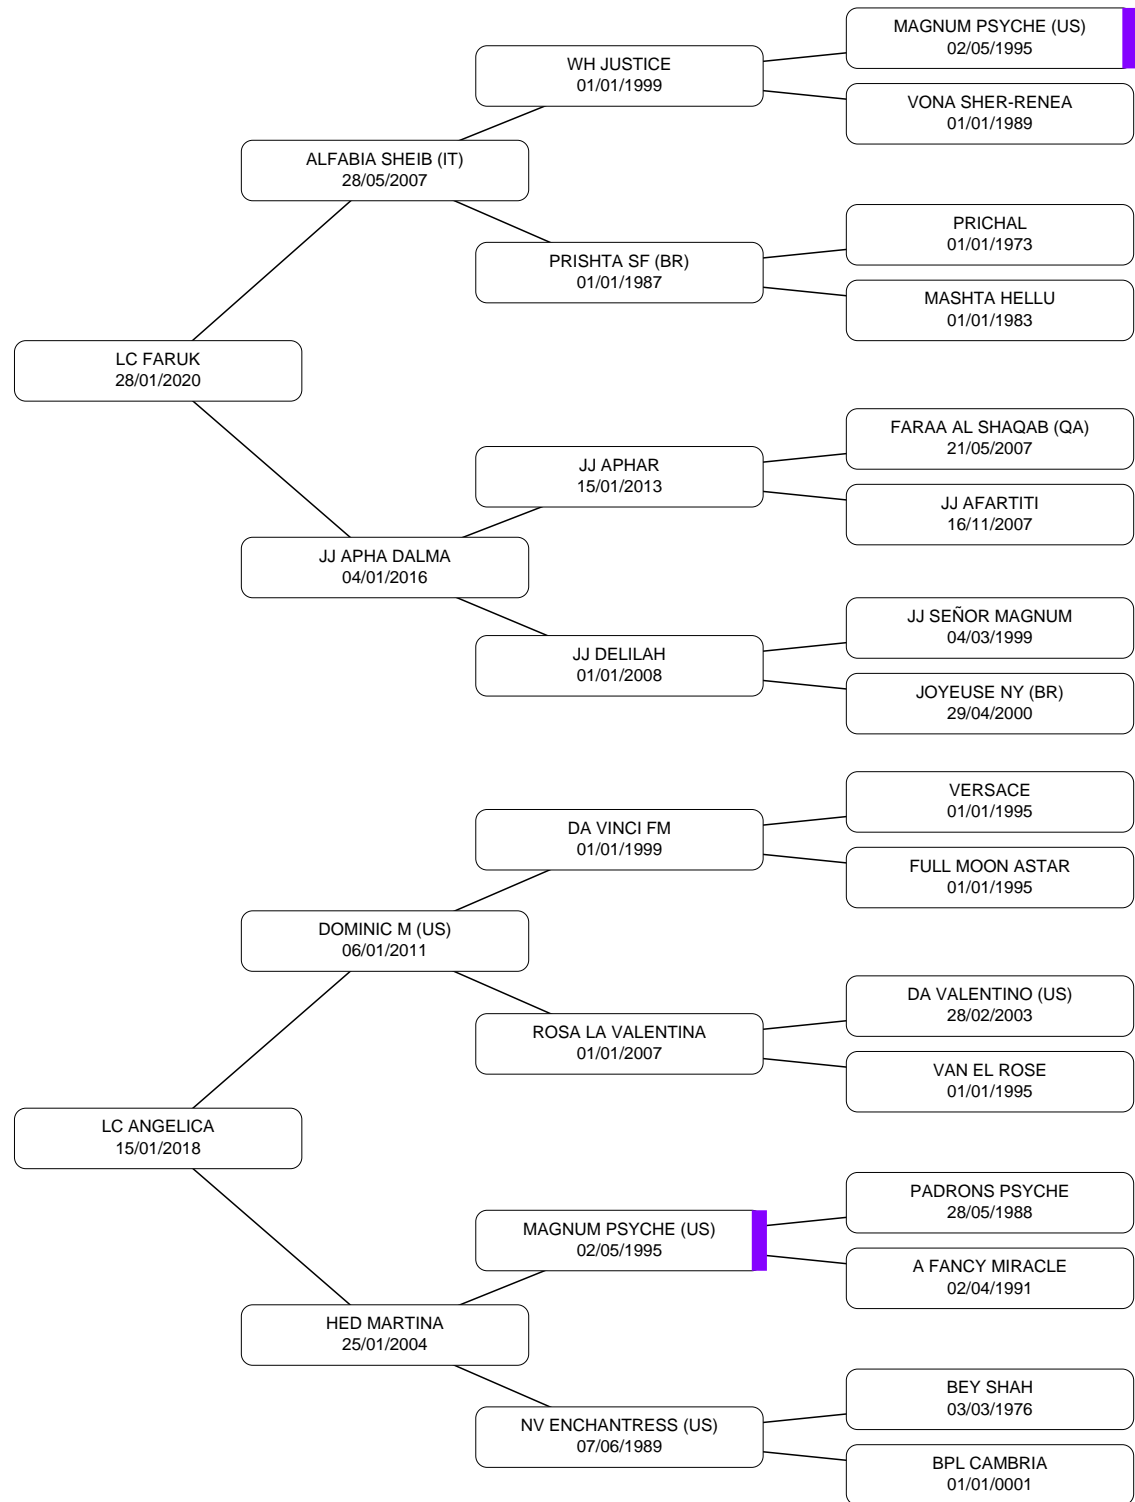 MAGNUM PSYCHE (US)
02/05/1995
WH JUSTICE
01/01/1999
VONA SHER-RENEA
01/01/1989
ALFABIA SHEIB (IT)
28/05/2007
PRICHAL
01/01/1973
PRISHTA SF (BR)
01/01/1987
MASHTA HELLU
01/01/1983
LC FARUK
28/01/2020
FARAA AL SHAQAB (QA)
21/05/2007
JJ APHAR
15/01/2013
JJ AFARTITI
16/11/2007
JJ APHA DALMA
04/01/2016
JJ SEÑOR MAGNUM
04/03/1999
JJ DELILAH
01/01/2008
JOYEUSE NY (BR)
29/04/2000
VERSACE
01/01/1995
DA VINCI FM
01/01/1999
FULL MOON ASTAR
01/01/1995
DOMINIC M (US)
06/01/2011
DA VALENTINO (US)
28/02/2003
ROSA LA VALENTINA
01/01/2007
VAN EL ROSE
01/01/1995
LC ANGELICA
15/01/2018
PADRONS PSYCHE
28/05/1988
MAGNUM PSYCHE (US)
02/05/1995
A FANCY MIRACLE
02/04/1991
HED MARTINA
25/01/2004
BEY SHAH
03/03/1976
NV ENCHANTRESS (US)
07/06/1989
BPL CAMBRIA
01/01/0001